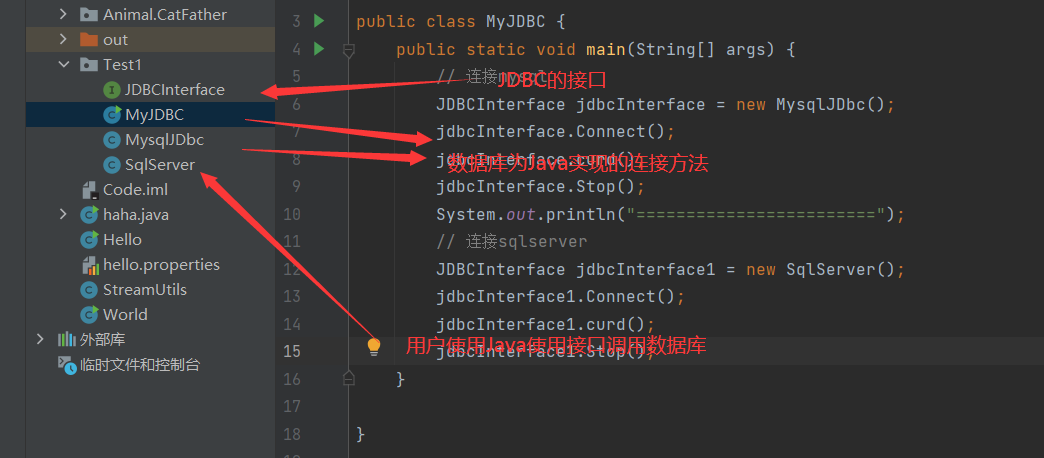 Animal.CatFather
out
Test1
JDBCInterface
MyJDBC
MysqlJDbc
SqlServer
Code.iml
haha.java
Hello
hello.properties
StreamUtils
World
外部库
临时文件和控制台
3 public class MyJDBC {
4 public static void main(String[] args) {
5 // 连接mysql
JDBC的接口
6 JDBCInterface jdbcInterface = new MysqlJDbc();
7 jdbcInterface.Connect();
8 jdbcInterface.curd();
数据库为Java实现的连接方法
9 jdbcInterface.Stop();
10 System.out.println("========================");
11 // 连接sqlserver
12 JDBCInterface jdbcInterface1 = new SqlServer();
13 jdbcInterface1.Connect();
14 jdbcInterface1.curd();
15 jdbcInterface1.Stop();
用户使用Java使用接口调用数据库
16 }
17
18 }